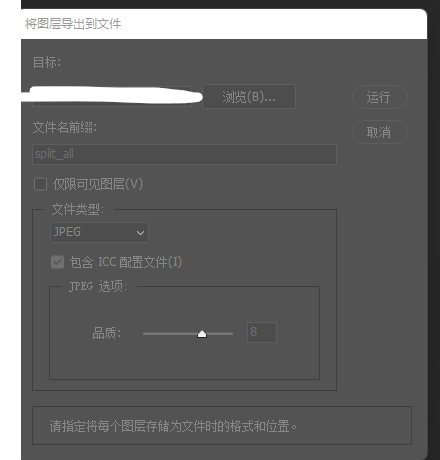 将图层导出到文件
目标:
浏览(B)...
运行
文件名前缀:
取消
split_all
仅限可见图层(V)
文件类型:
JPEG
包含 ICC 配置文件(I)
JPEG 选项:
品质:
8
请指定将每个图层存储为文件时的格式和位置。